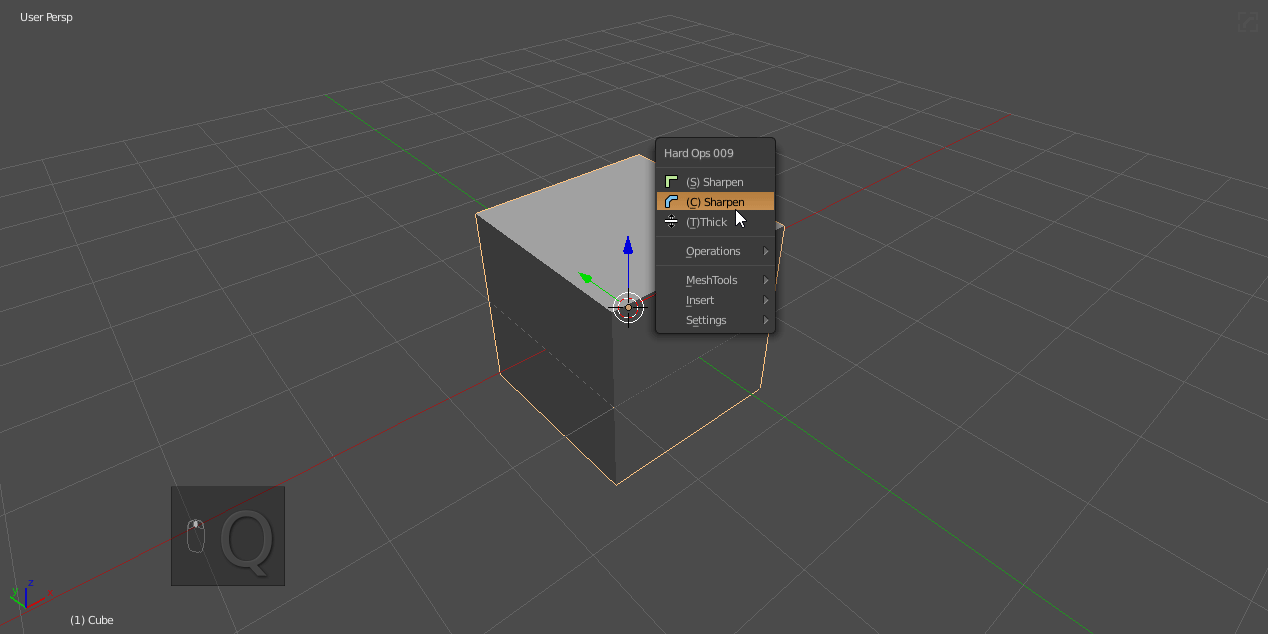 User Persp
Hard Ops 009
(S) Sharpen
(C) Sharpen
(T)Thick
Operations
MeshTools
Insert
Settings
Q
z
y
x
(1) Cube